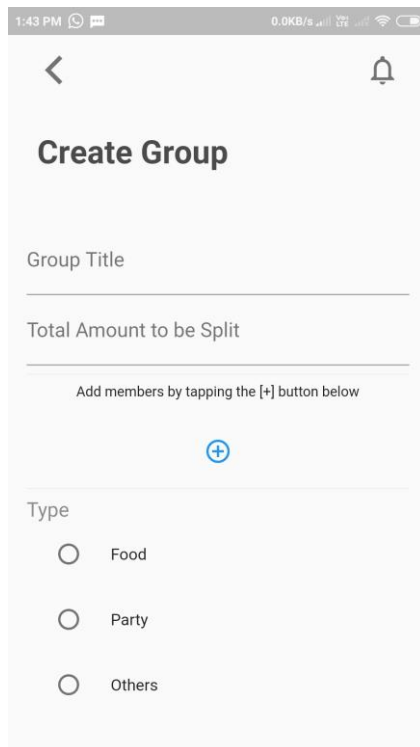 1:43 PM
0.0KB/s VoLTE
Create Group
Group Title
Total Amount to be Split
Add members by tapping the [+] button below
Type
Food
Party
Others